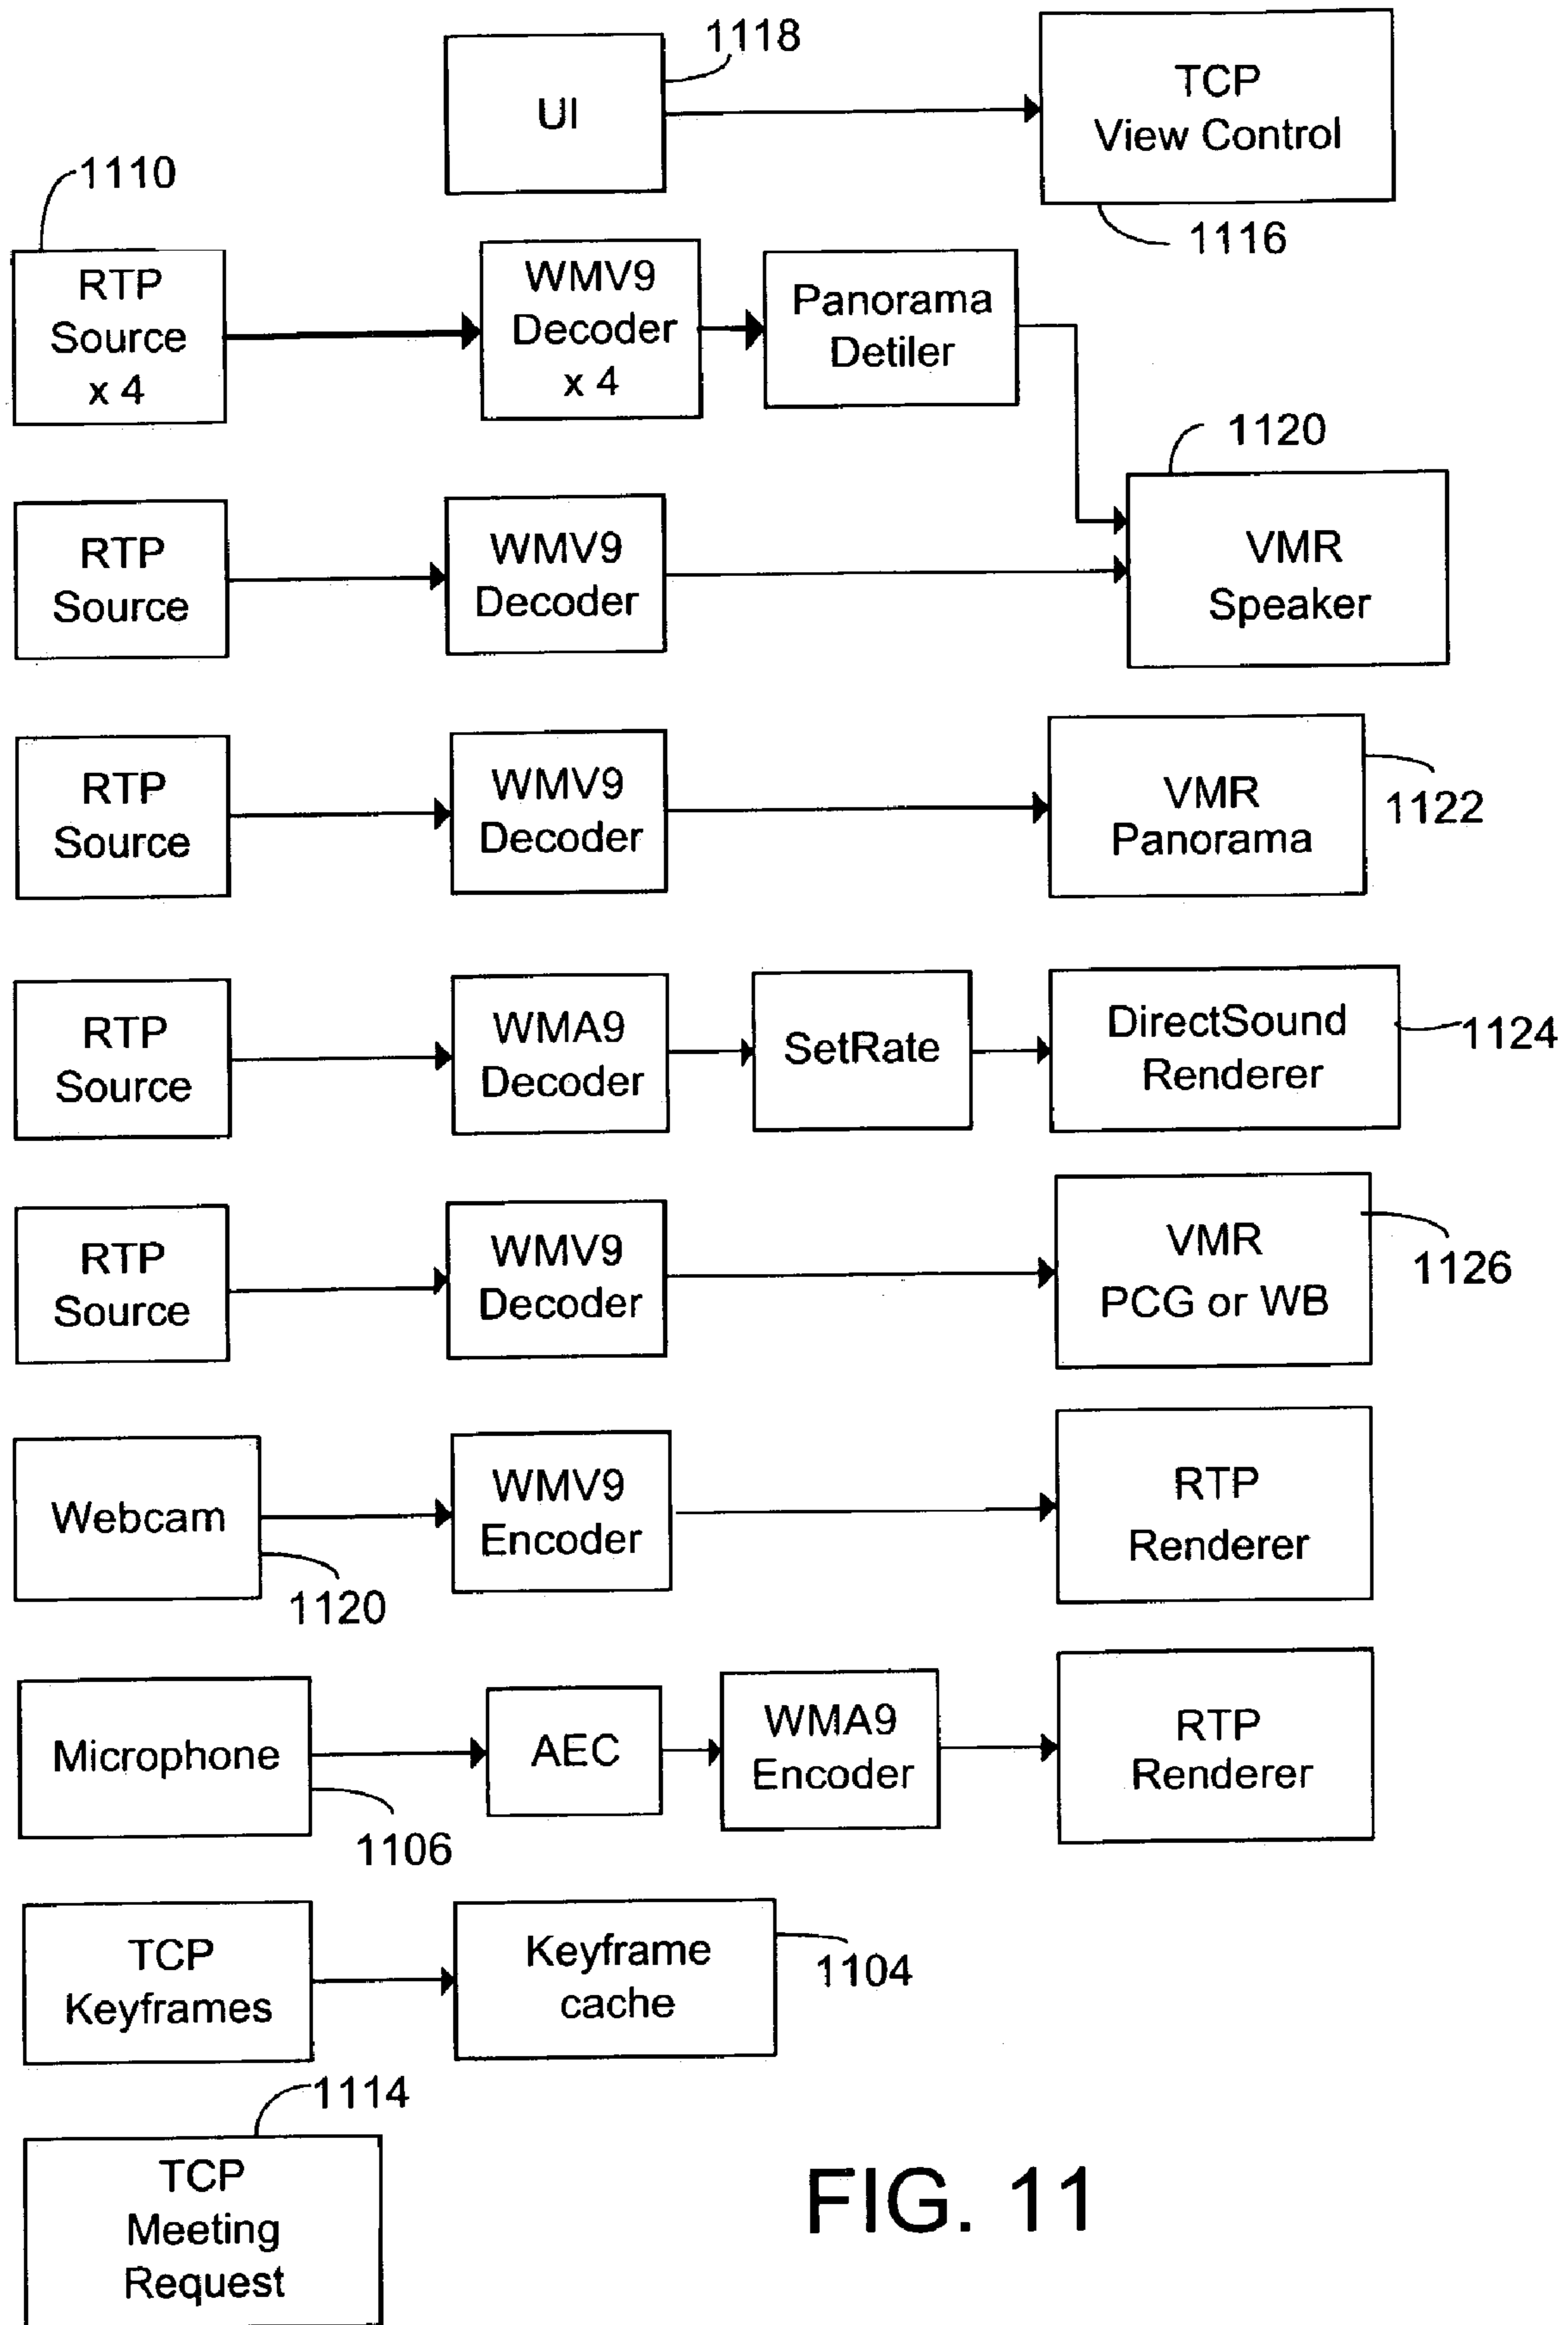 1118
UI
TCP
View Control
1116
1110
RTP
Source
x 4
WMV9
Decoder
x 4
Panorama
Detiler
1120
RTP
Source
WMV9
Decoder
VMR
Speaker
RTP
Source
WMV9
Decoder
VMR
Panorama
1122
RTP
Source
WMA9
Decoder
SetRate
DirectSound
Renderer
1124
RTP
Source
WMV9
Decoder
VMR
PCG or WB
1126
Webcam
1120
WMV9
Encoder
RTP
Renderer
Microphone
1106
AEC
WMA9
Encoder
RTP
Renderer
TCP
Keyframes
Keyframe
cache
1104
1114
TCP
Meeting
Request
FIG. 11